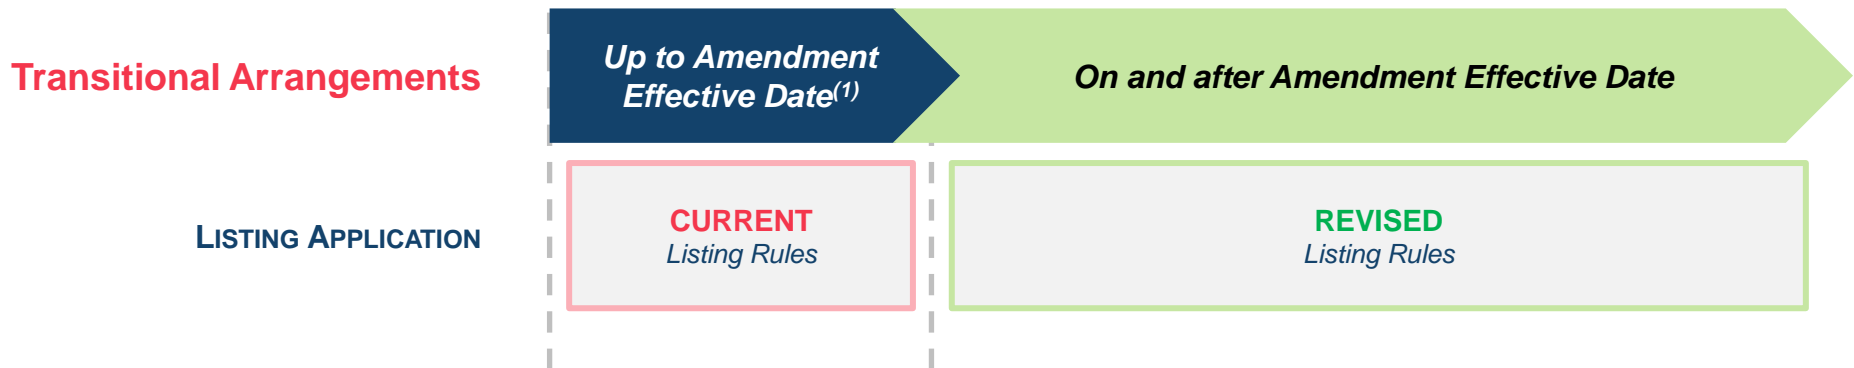 Transitional Arrangements
Up to Amendment
Effective Date(1)
On and after Amendment Effective Date
LISTING APPLICATION
CURRENT
Listing Rules
REVISED
Listing Rules